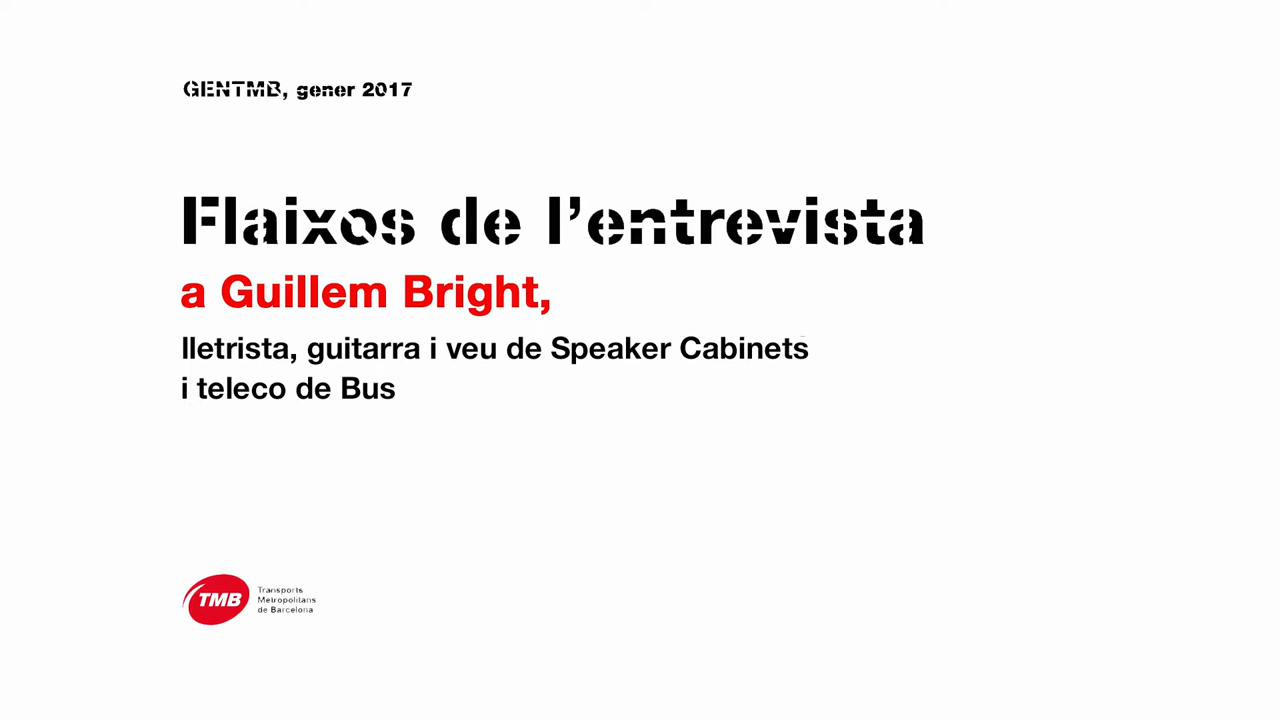 GENTMB, gener 2017
Flaixos de l’entrevista
a Guillem Bright,
lletrista, guitarra i veu de Speaker Cabinets
i teleco de Bus
TMB
Transports
Metropolitans
de Barcelona